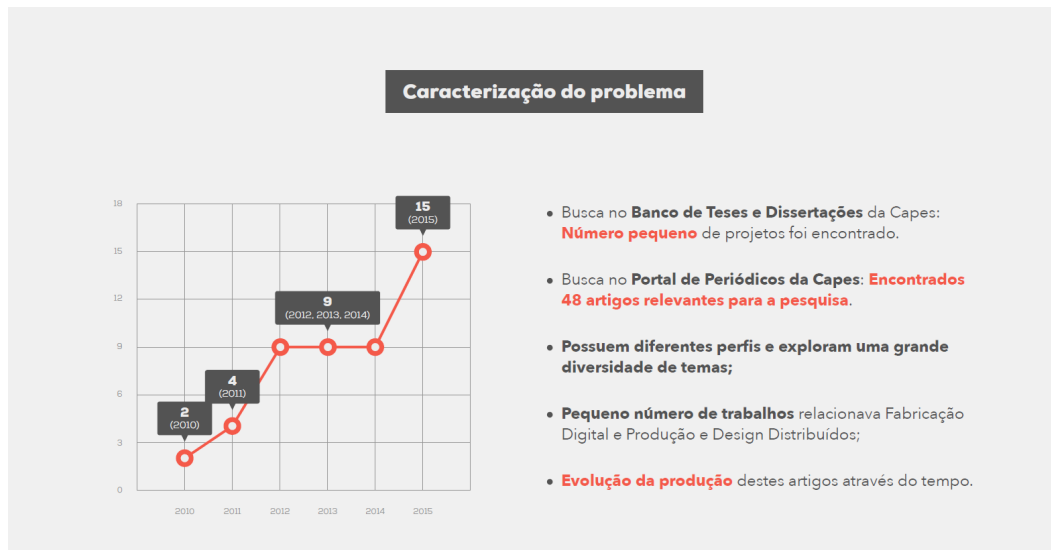 Caracterização do problema
18
15
12
9
6
3
0
2010
2011
2012
2013
2014
2015
2
(2010)
4
(2011)
9
(2012, 2013, 2014)
15
(2015)
• Busca no Banco de Teses e Dissertações da Capes:
Número pequeno de projetos foi encontrado.
• Busca no Portal de Periódicos da Capes: Encontrados
48 artigos relevantes para a pesquisa.
• Possuem diferentes perfis e exploram uma grande
diversidade de temas;
• Pequeno número de trabalhos relacionava Fabricação
Digital e Produção e Design Distribuídos;
• Evolução da produção destes artigos através do tempo.